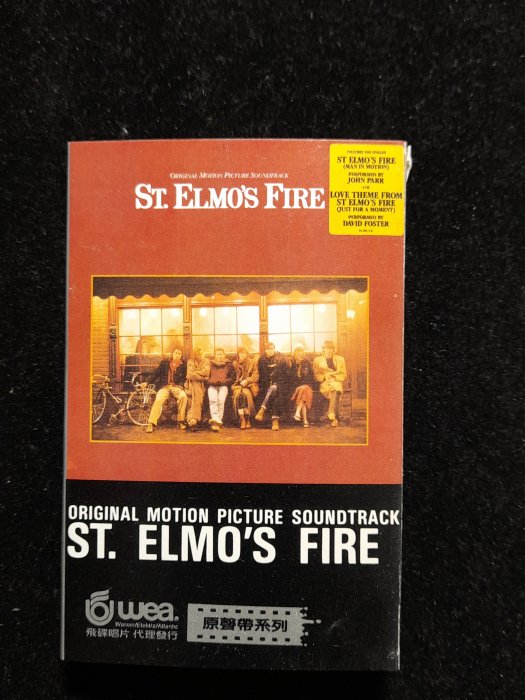 ORIGINAL MOTION PICTURE SOUNDTRACK
ST. ELMO'S FIRE
INCLUDES THE SINGLES
ST ELMO'S FIRE
(MAN IN MOTION)
PERFORMED BY
JOHN PARR
AND
LOVE THEME FROM
ST ELMO'S FIRE
(JUST FOR A MOMENT)
PERFORMED BY
DAVID FOSTER
ORIGINAL MOTION PICTURE SOUNDTRACK
ST. ELMO'S FIRE
wea
Warner/Elektra/Atlantic
飛碟唱片 代理發行
原聲帶系列